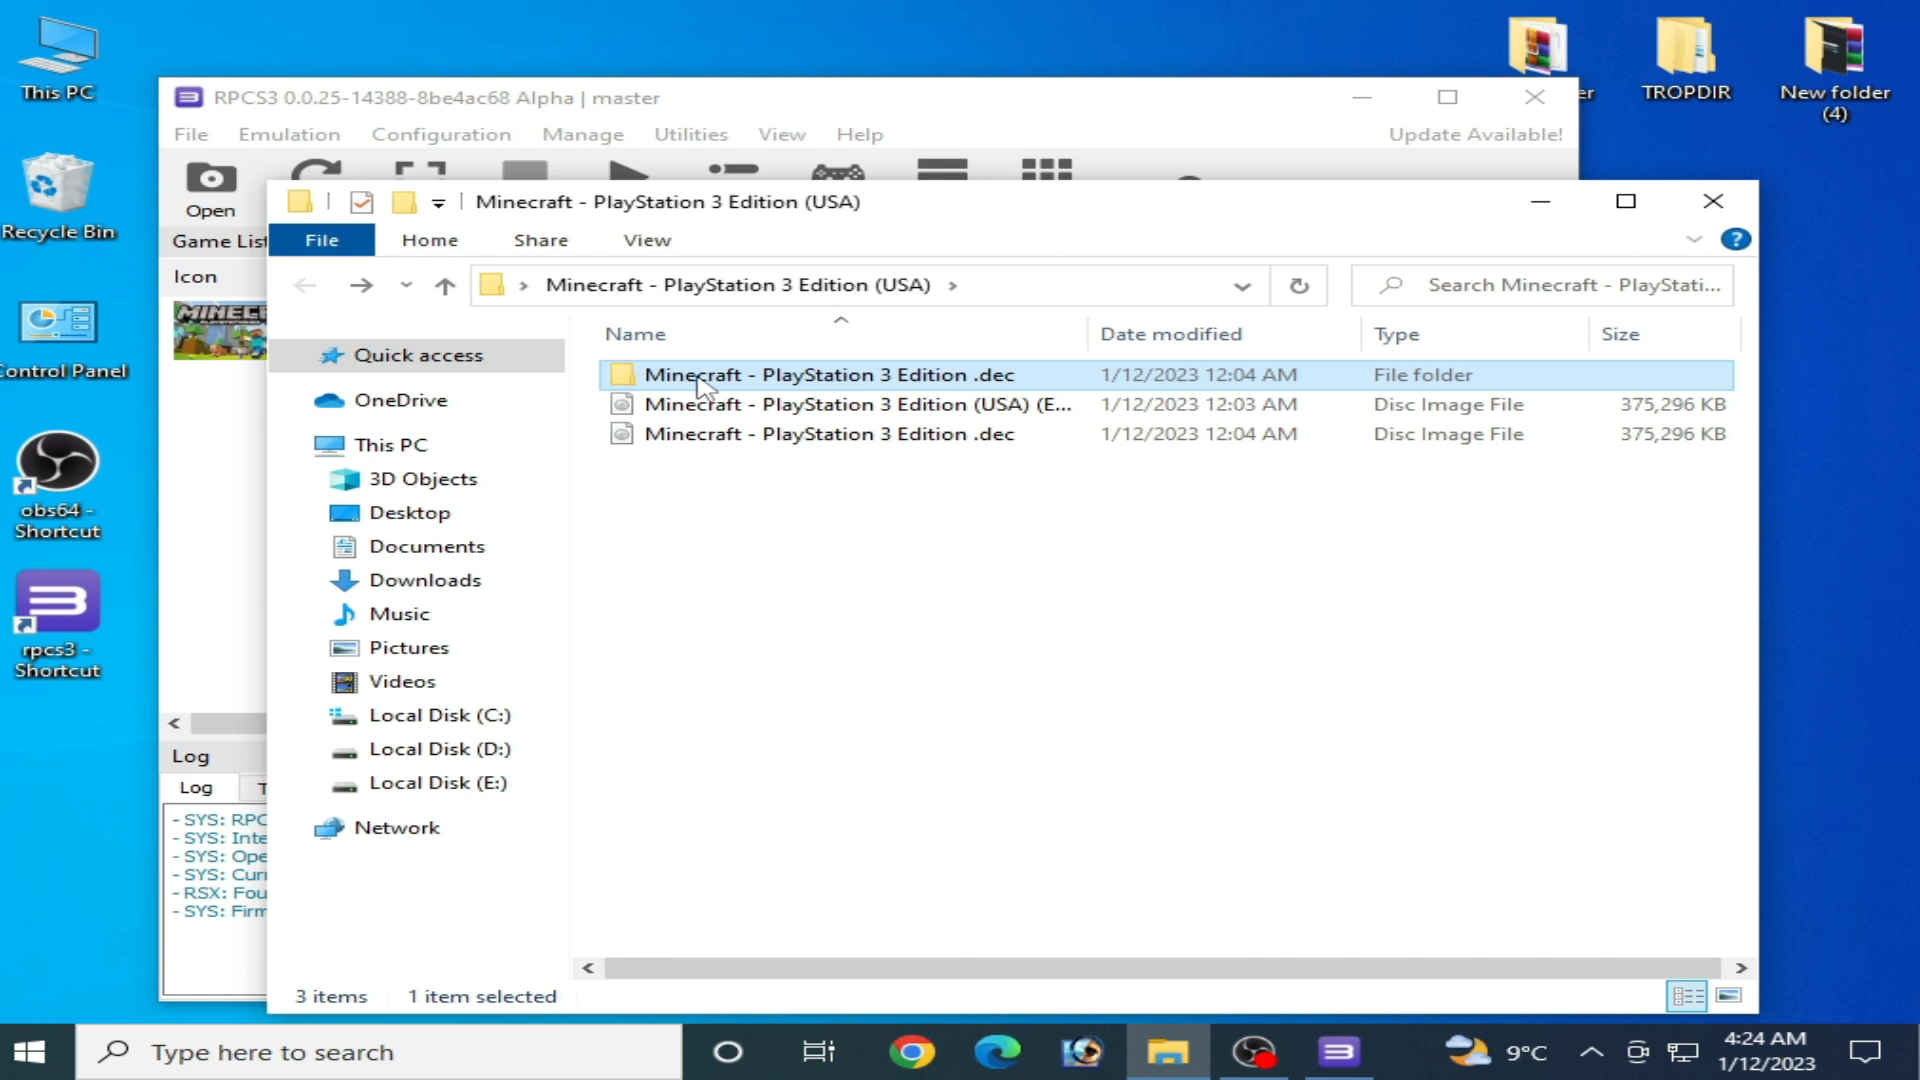 This PC
Recycle Bin
Control Panel
obs64 -
Shortcut
rpcs3 -
Shortcut
TROPDIR
New folder
(4)
RPCS3 0.0.25-14388-8be4ac68 Alpha | master
File Emulation Configuration Manage Utilities View Help Update Available!
Open
Game List
Icon
Log
Log
- SYS: RPC
- SYS: Inte
- SYS: Ope
- SYS: Curr
- RSX: Fou
- SYS: Firm
Minecraft - PlayStation 3 Edition (USA)
File Home Share View
Minecraft - PlayStation 3 Edition (USA)
Search Minecraft - PlayStati...
Name Date modified Type Size
Minecraft - PlayStation 3 Edition .dec 1/12/2023 12:04 AM File folder
Minecraft - PlayStation 3 Edition (USA) (E... 1/12/2023 12:03 AM Disc Image File 375,296 KB
Minecraft - PlayStation 3 Edition .dec 1/12/2023 12:04 AM Disc Image File 375,296 KB
Quick access
OneDrive
This PC
3D Objects
Desktop
Documents
Downloads
Music
Pictures
Videos
Local Disk (C:)
Local Disk (D:)
Local Disk (E:)
Network
3 items 1 item selected
Type here to search
9°C
4:24 AM
1/12/2023